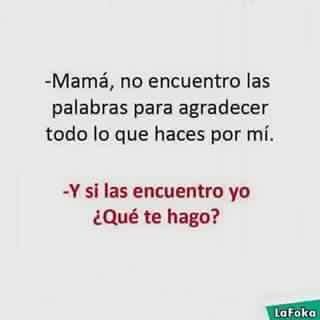 -Mamá, no encuentro las
palabras para agradecer
todo lo que haces por mí.
-Y si las encuentro yo
¿Qué te hago?
LaFoka